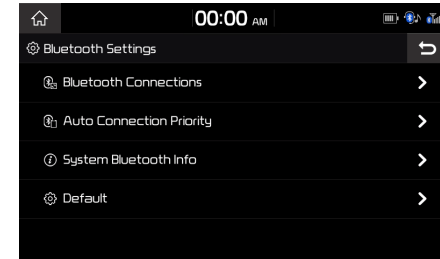 00:00 AM
Bluetooth Settings
Bluetooth Connections
Auto Connection Priority
System Bluetooth Info
Default